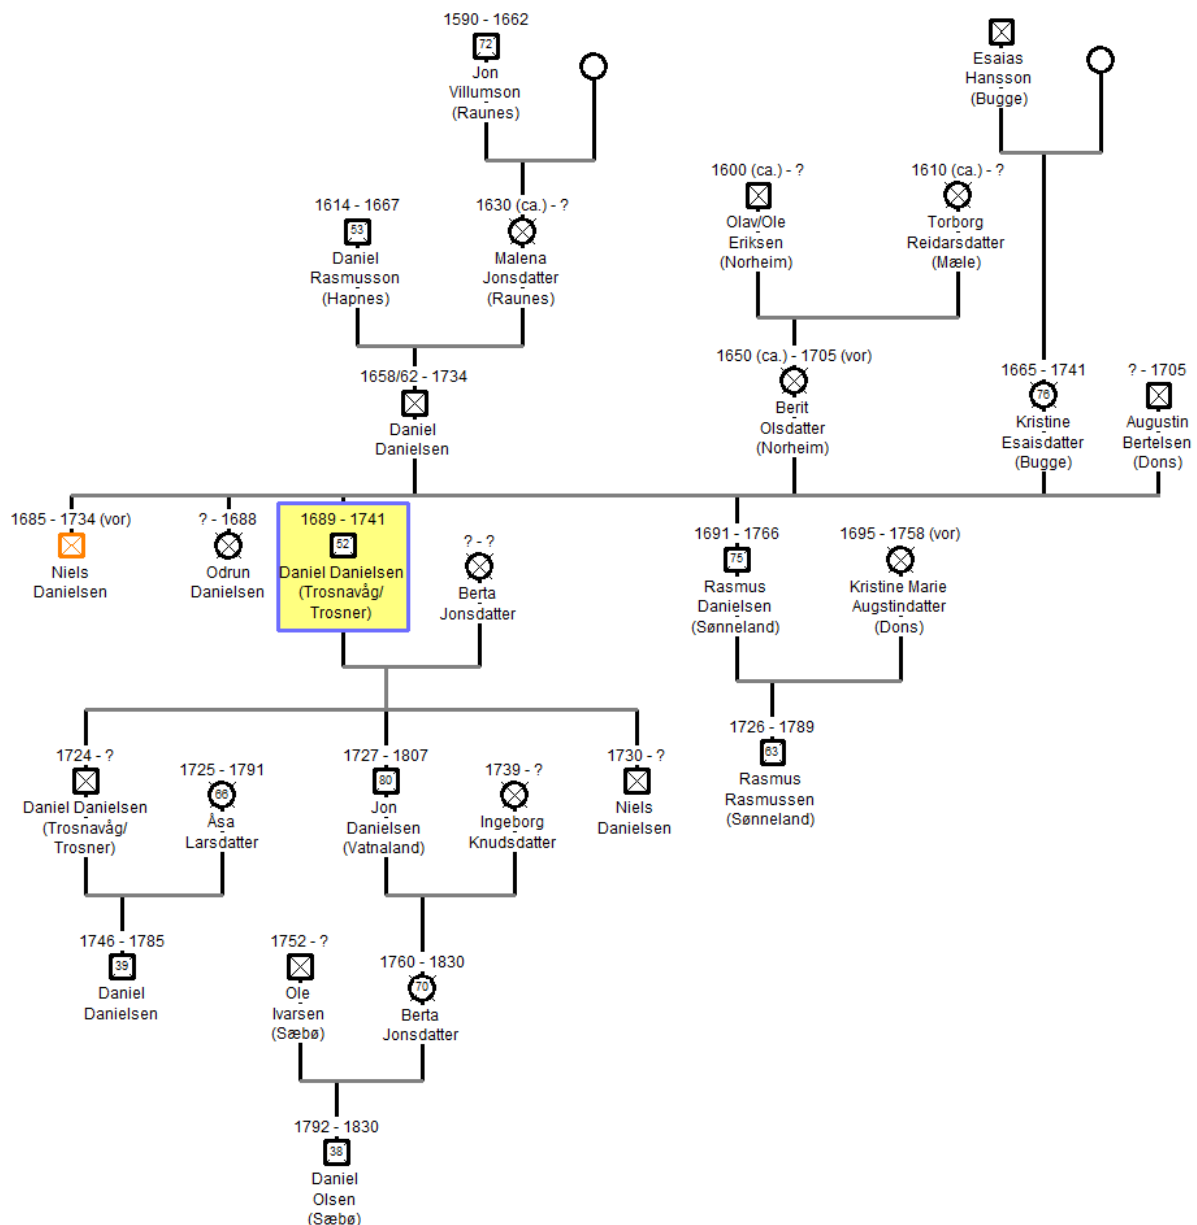 1590 - 1662
72
Jon
Villumson
(Raunes)
Esaias
Hansson
(Bugge)
1614 - 1667
53
Daniel
Rasmusson
(Hapnes)
1630 (ca.) - ?
Malena
Jonsdatter
(Raunes)
1600 (ca.) - ?
Olav/Ole
Eriksen
(Norheim)
1610 (ca.) - ?
Torborg
Reidarsdatter
(Mæle)
1658/62 - 1734
Daniel
Danielsen
1650 (ca.) - 1705 (vor)
Berit
Olsdatter
(Norheim)
1665 - 1741
76
Kristine
Esaisdatter
(Bugge)
? - 1705
Augustin
Bertelsen
(Dons)
1685 - 1734 (vor)
Niels
Danielsen
? - 1688
Odrun
Danielsen
1689 - 1741
52
Daniel Danielsen
(Trosnavåg/
Trosner)
? - ?
Berta
Jonsdatter
1691 - 1766
75
Rasmus
Danielsen
(Sønneland)
1695 - 1758 (vor)
Kristine Marie
Augstindatter
(Dons)
1724 - ?
Daniel Danielsen
(Trosnavåg/
Trosner)
1725 - 1791
66
Åsa
Larsdatter
1727 - 1807
80
Jon
Danielsen
(Vatnaland)
1739 - ?
Ingeborg
Knudsdatter
1730 - ?
Niels
Danielsen
1726 - 1789
63
Rasmus
Rasmussen
(Sønneland)
1746 - 1785
39
Daniel
Danielsen
1752 - ?
Ole
Ivarsen
(Sæbø)
1760 - 1830
70
Berta
Jonsdatter
1792 - 1830
38
Daniel
Olsen
(Sæbø)